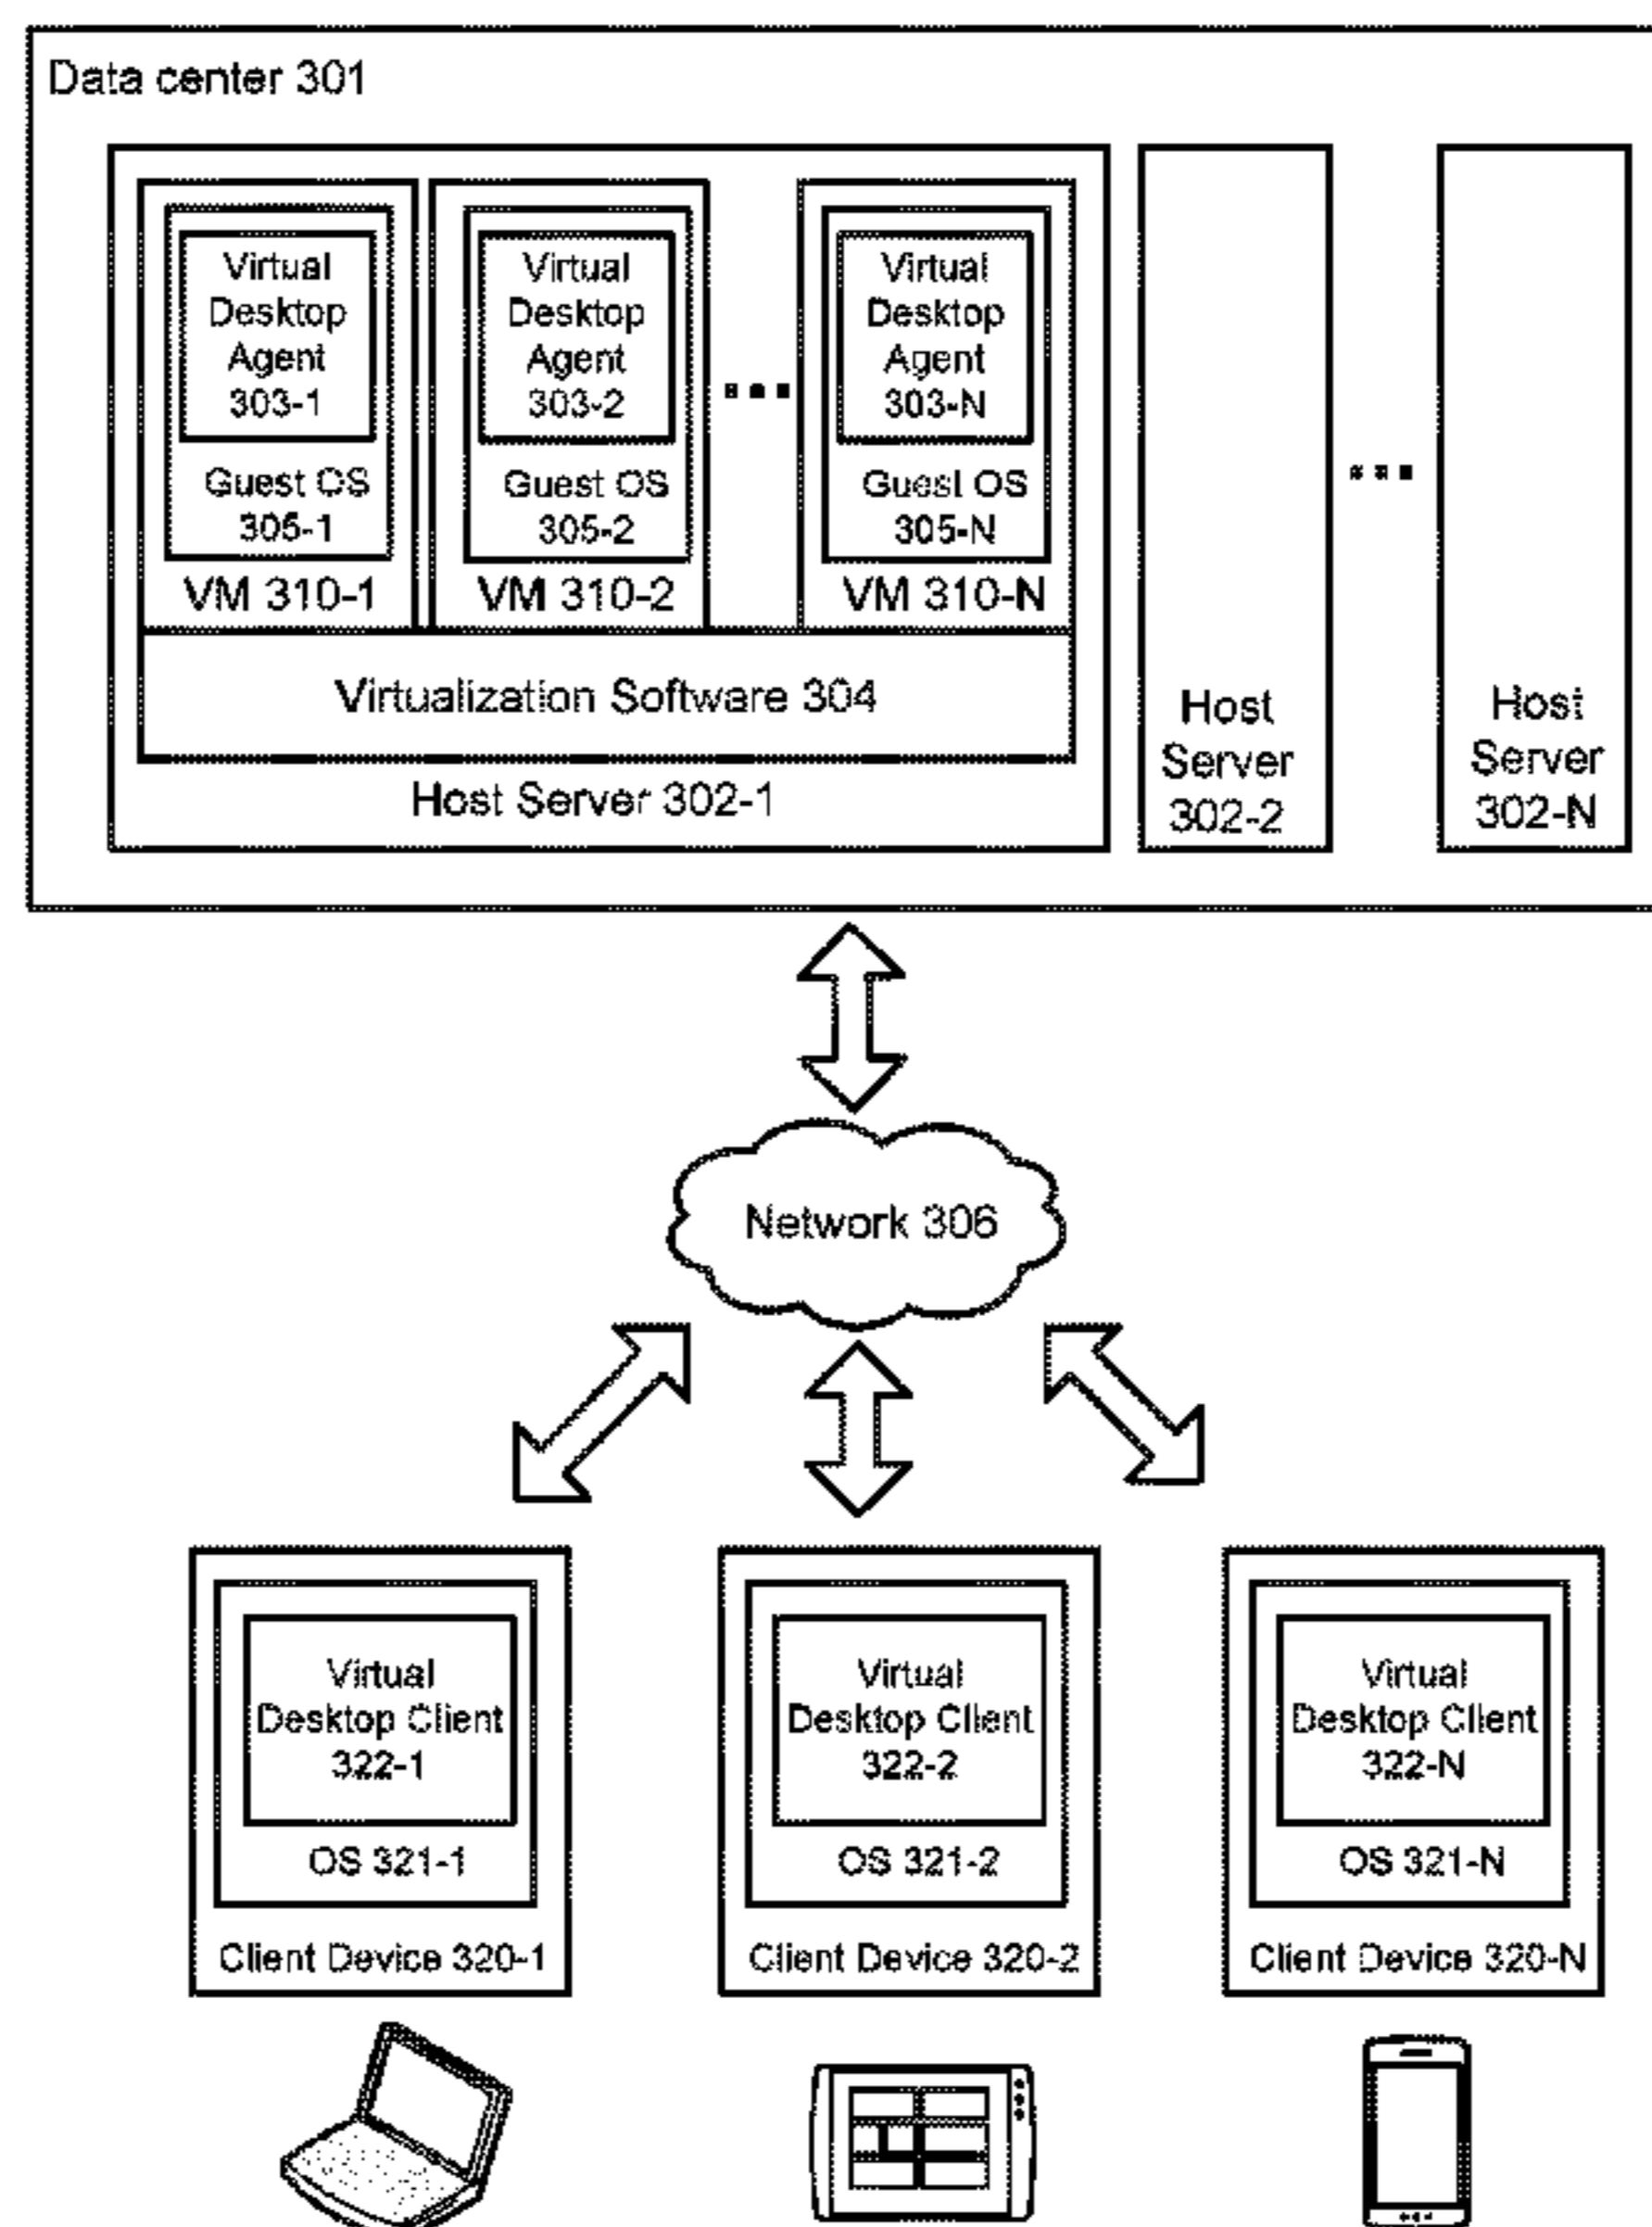 Data center 301
Virtual
Desktop
Agent
303-1
Guest OS
305-1
VM 310-1
Virtual
Desktop
Agent
303-2
Guest OS
305-2
VM 310-2
...
Virtual
Desktop
Agent
303-N
Guest OS
305-N
VM 310-N
Virtualization Software 304
Host Server 302-1
Host
Server
302-2
...
Host
Server
302-N
Network 306
Virtual
Desktop Client
322-1
OS 321-1
Client Device 320-1
Virtual
Desktop Client
322-2
OS 321-2
Client Device 320-2
Virtual
Desktop Client
322-N
OS 321-N
Client Device 320-N